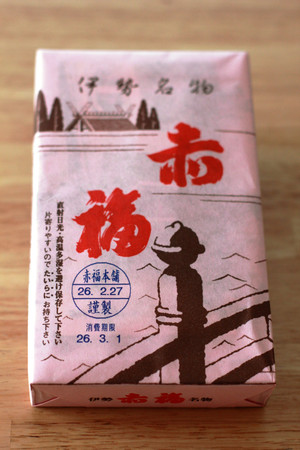 伊勢名物
赤
福
直射日光・高温多湿を避け保存して下さい
片寄りやすいのでたいらにお持ち下さい
赤福本舗
26.2.27
謹製
消費期限
26.3.1
伊勢 赤福 名物